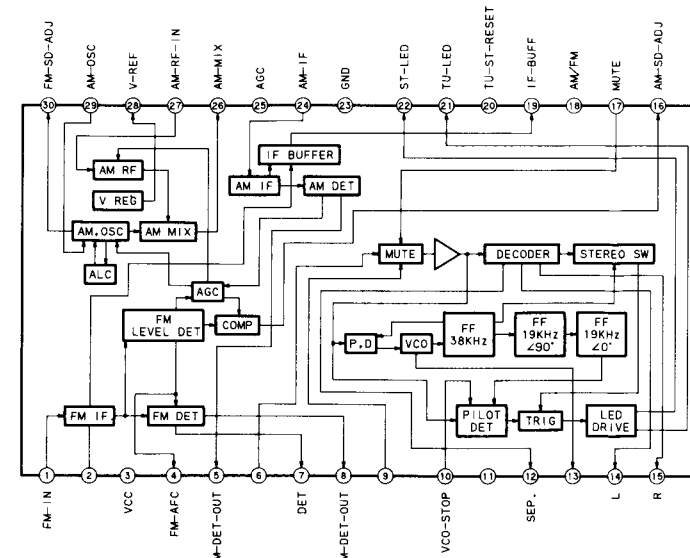 FM-SD-ADJ
AM-OSC
V-REF
AM-RF-IN
AM-MIX
AGC
AM-IF
GND
ST-LED
TU-LED
TU-ST-RESET
IF-BUFF
AM/FM
MUTE
AM-SD-ADJ
30
29
28
27
26
25
24
23
22
21
20
19
18
17
16
AM RF
IF BUFFER
AM IF
AM DET
V REG
AM.OSC
AM MIX
MUTE
DECODER
STEREO SW
ALC
AGC
FM
LEVEL DET
COMP
P.D
VCO
FF
38KHz
FF
19KHz
∠90°
FF
19KHz
∠0°
FM IF
FM DET
PILOT
DET
TRIG
LED
DRIVE
1
2
3
4
5
6
7
8
9
10
11
12
13
14
15
FM-IN
VCC
FM-AFC
M-DET-OUT
DET
M-DET-OUT
VCO-STOP
SEP.
L
R